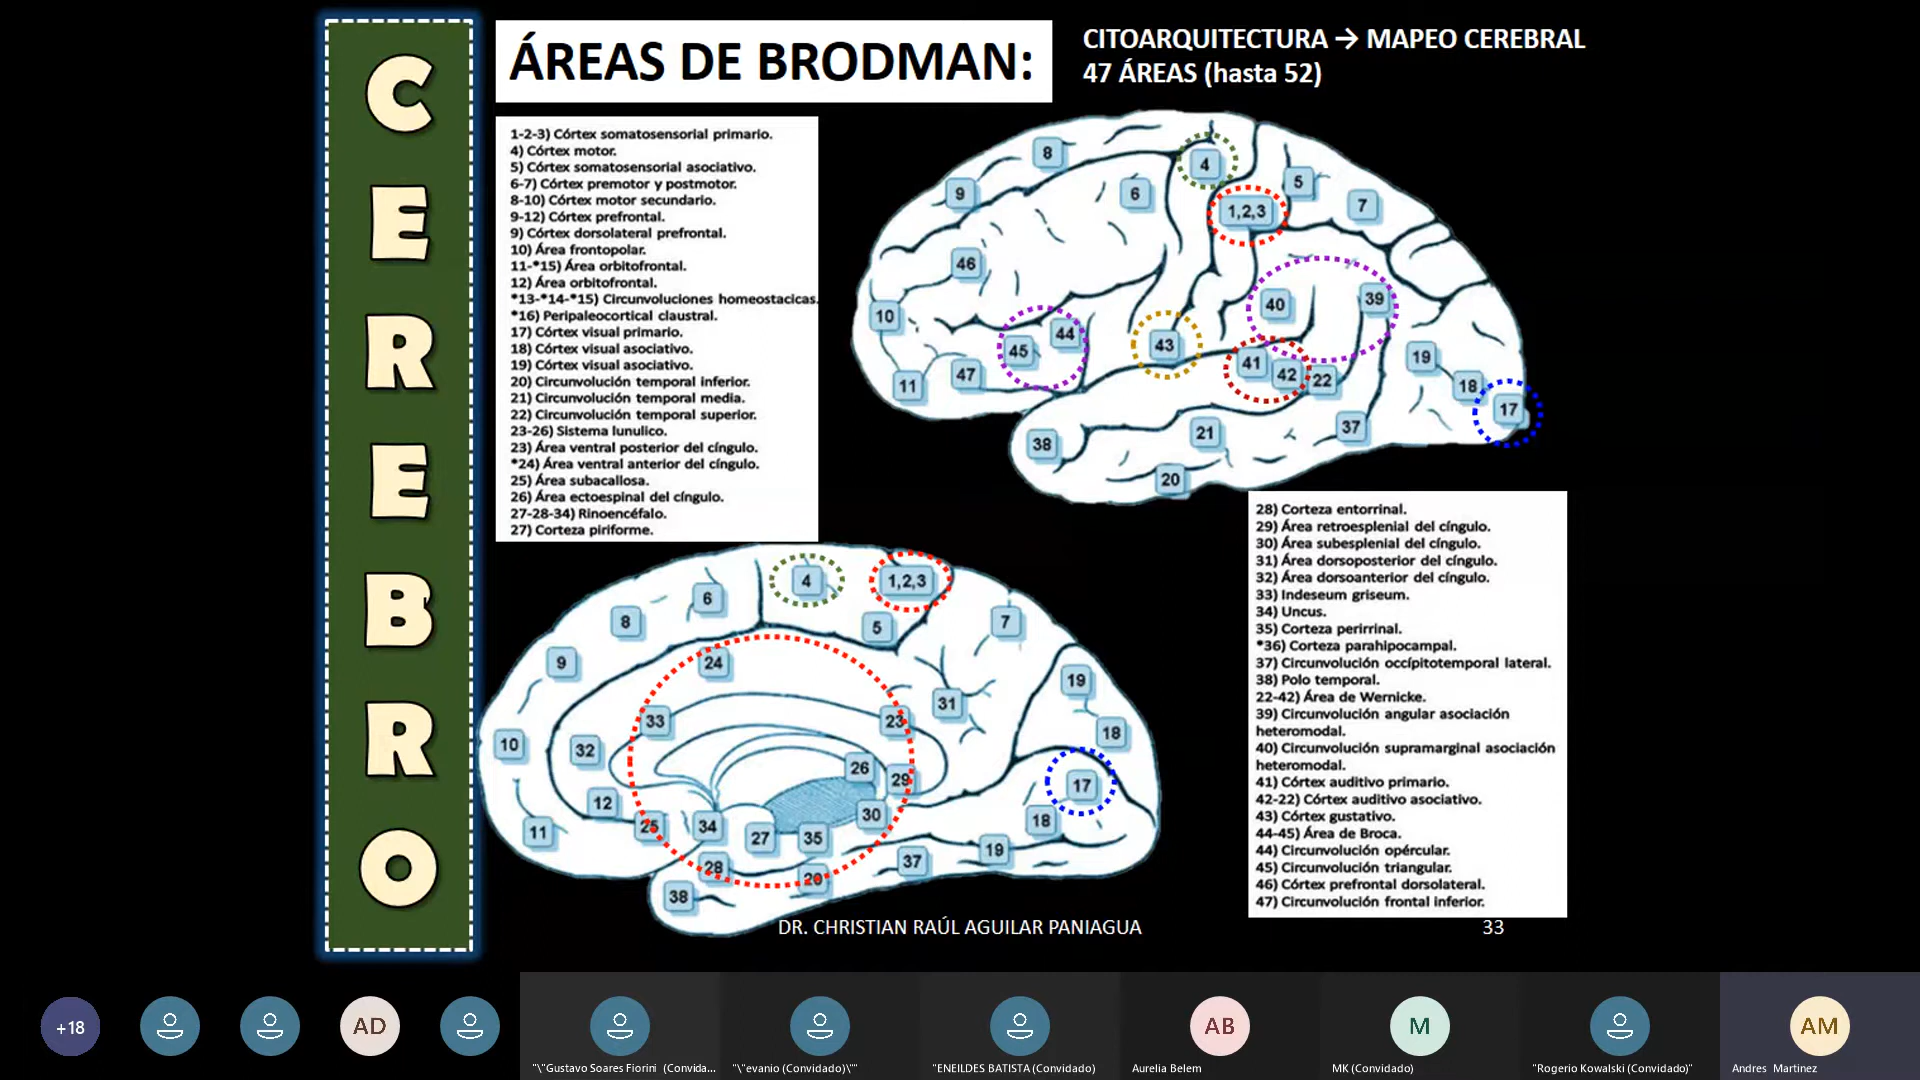 CEREBRO
ÁREAS DE BRODMAN:
CITOARQUITECTURA → MAPEO CEREBRAL
47 ÁREAS (hasta 52)
1-2-3) Córtex somatosensorial primario.
4) Córtex motor.
5) Córtex somatosensorial asociativo.
6-7) Córtex premotor y postmotor.
8-10) Córtex motor secundario.
9-12) Córtex prefrontal.
9) Córtex dorsolateral prefrontal.
10) Área frontopolar.
11-*15) Área orbitofrontal.
12) Área orbitofrontal.
*13-*14-*15) Circunvoluciones homeostacicas.
*16) Peripaleocortical claustral.
17) Córtex visual primario.
18) Córtex visual asociativo.
19) Córtex visual asociativo.
20) Circunvolución temporal inferior.
21) Circunvolución temporal media.
22) Circunvolución temporal superior.
23-26) Sistema lunulico.
23) Área ventral posterior del cíngulo.
*24) Área ventral anterior del cíngulo.
25) Área subacallosa.
26) Área ectoespinal del cíngulo.
27-28-34) Rinoencéfalo.
27) Corteza piriforme.
8
4
9
6
5
7
1,2,3
46
10
40
39
45
44
43
11
47
41
42
22
19
18
17
38
21
37
20
28) Corteza entorrinal.
29) Área retroesplenial del cíngulo.
30) Área subesplenial del cíngulo.
31) Área dorsoposterior del cíngulo.
32) Área dorsoanterior del cíngulo.
33) Indeseum griseum.
34) Uncus.
35) Corteza perirrinal.
*36) Corteza parahipocampal.
37) Circunvolución occípitotemporal lateral.
38) Polo temporal.
22-42) Área de Wernicke.
39) Circunvolución angular asociación
heteromodal.
40) Circunvolución supramarginal asociación
heteromodal.
41) Córtex auditivo primario.
42-22) Córtex auditivo asociativo.
43) Córtex gustativo.
44-45) Área de Broca.
44) Circunvolución opércular.
45) Circunvolución triangular.
46) Córtex prefrontal dorsolateral.
47) Circunvolución frontal inferior.
4
1,2,3
6
8
5
7
9
24
19
31
33
23
18
10
32
26
29
17
12
30
25
34
27
35
18
11
28
20
37
19
38
DR. CHRISTIAN RAÚL AGUILAR PANIAGUA
33
+18
AD
AB
M
AM
"\"Gustavo Soares Fiorini (Convida...
"\"evanio (Convidado)\""
"ENEILDES BATISTA (Convidado)
Aurelia Belem
MK (Convidado)
"Rogerio Kowalski (Convidado)"
Andres Martinez